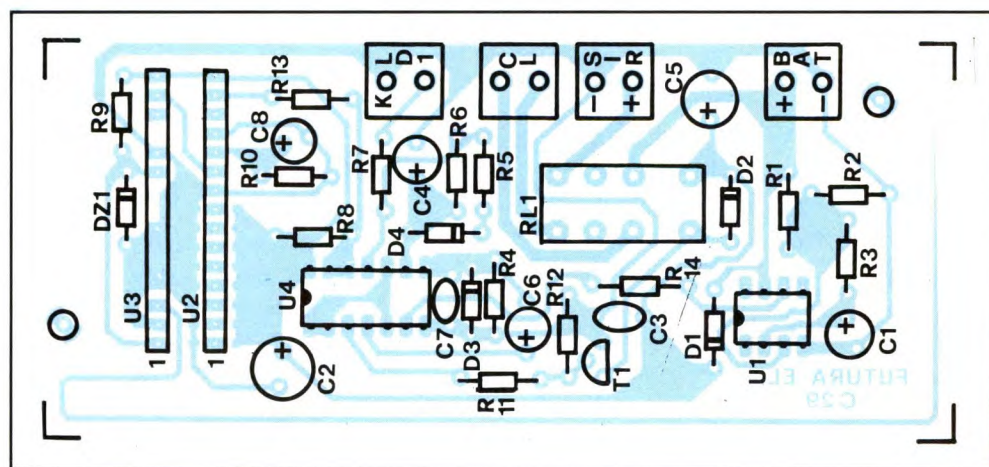 R9
DZ1
U3
1
U2
1
R13
C8
R10
R8
U4
C2
K L
D
1
R7
C4
R6
R5
D4
C7
D3
R4
C6
R12
R
11
C
L
- S
I
+ R
C5
RL1
IR
14
C3
T1
+ B
A
- T
D2
R1
R2
R3
D1
U1
C1
FUTURA EL
C29